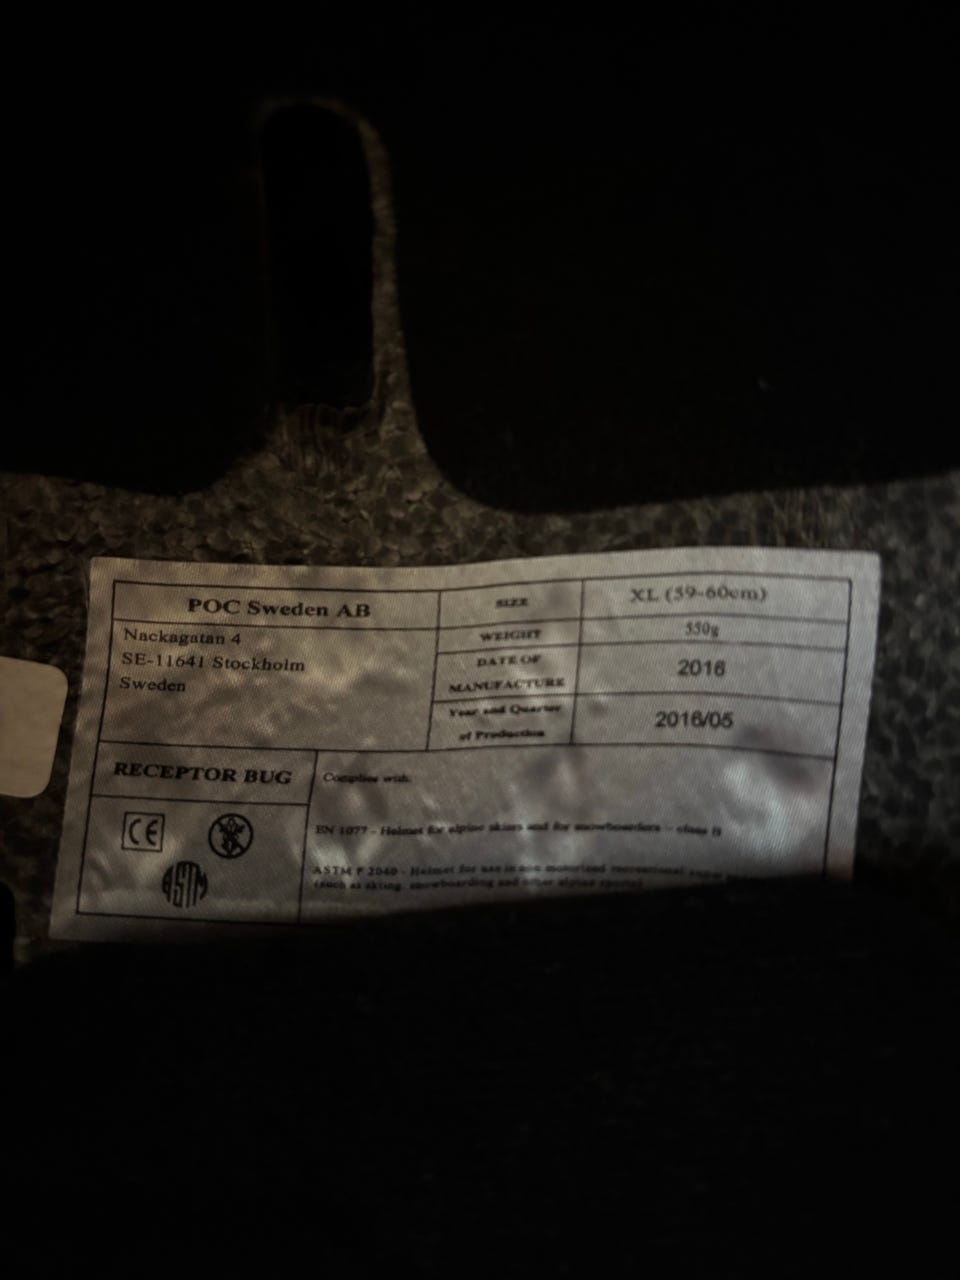 POC Sweden AB
Nackagatan 4
SE-11641 Stockholm
Sweden
SIZE
XL (59-60cm)
WEIGHT
550g
DATE OF
MANUFACTURE
2016
Year and Quarter
of Production
2016/05
RECEPTOR BUG
CE
ASTM
Complies with:
EN 1077 - Helmet for alpine skiers and for snowboarders - class B
ASTM F 2040 - Helmet for use in non motorized recreational
(such as skiing, snowboarding and other alpine sports)